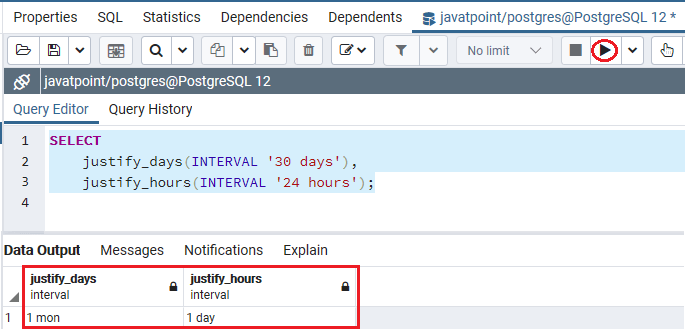 Properties SQL Statistics Dependencies Dependents javatpoint/postgres@PostgreSQL 12 *
No limit
javatpoint/postgres@PostgreSQL 12
Query Editor Query History
1 SELECT
2 justify_days(INTERVAL '30 days'),
3 justify_hours(INTERVAL '24 hours');
4
Data Output Messages Notifications Explain
justify_days justify_hours
interval interval
1 1 mon 1 day